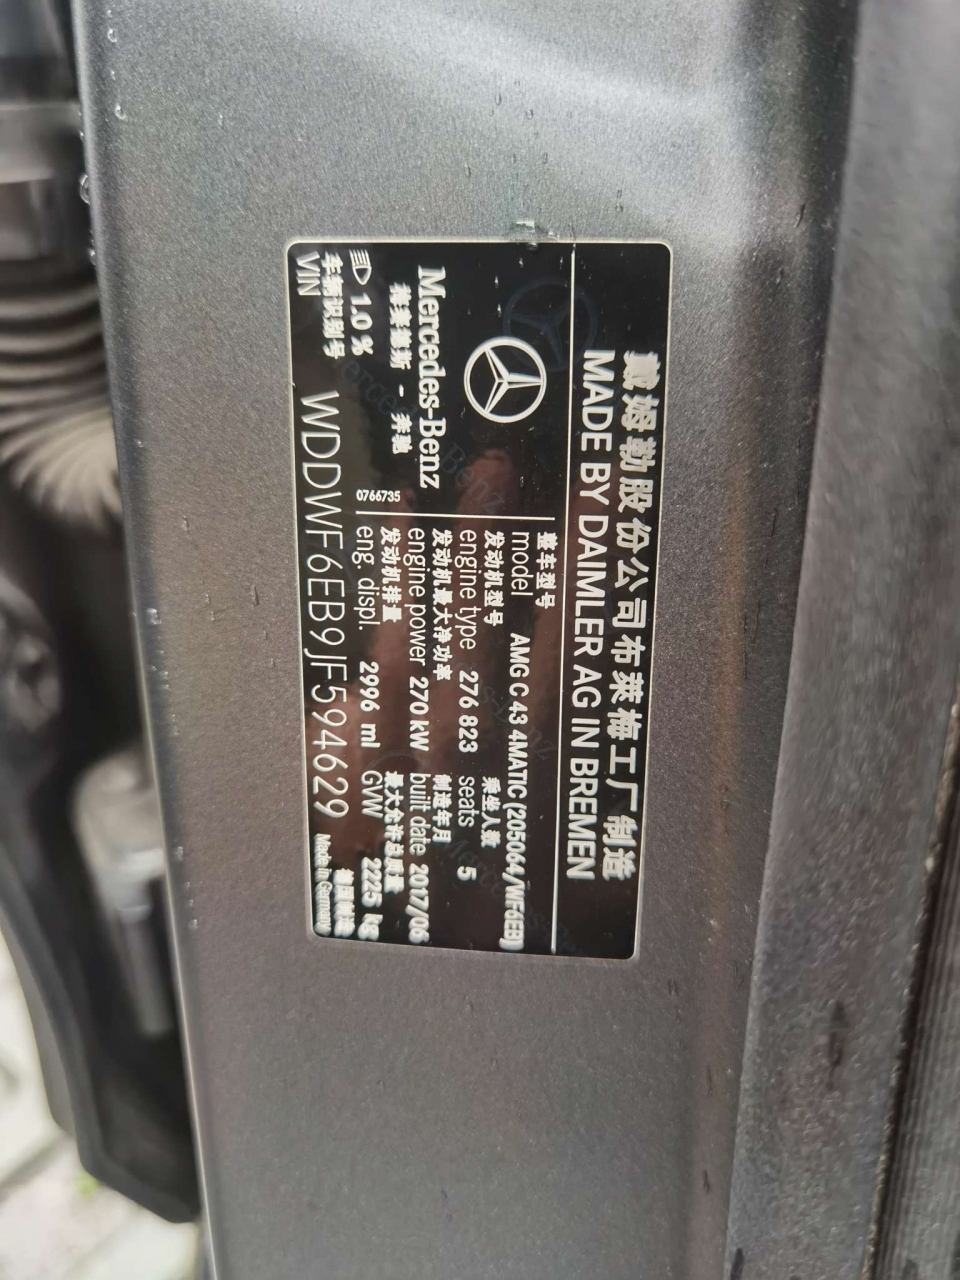 戴姆勒股份公司布莱梅工厂制造
MADE BY DAIMLER AG IN BREMEN
Mercedes-Benz
梅赛德斯 - 奔驰
1.0 %
0766735
整车型号
model AMG C 43 4MATIC (205064/WF6EB)
发动机型号 乘坐人数
engine type 276 823 seats 5
发动机最大净功率 制造年月
engine power 270 kW built date 2017/06
发动机排量 最大允许总质量
eng. displ. 2996 ml GVW 2225 kg
车辆识别号
VIN WDDWF6EB9JF594629
德国制造
Made in Germany